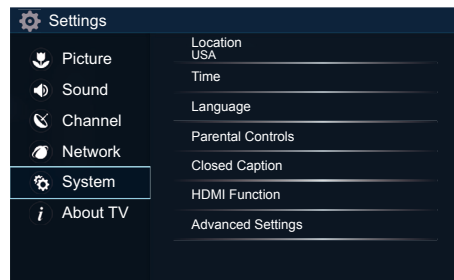 Settings
Picture
Sound
Channel
Network
System
About TV
Location
USA
Time
Language
Parental Controls
Closed Caption
HDMI Function
Advanced Settings